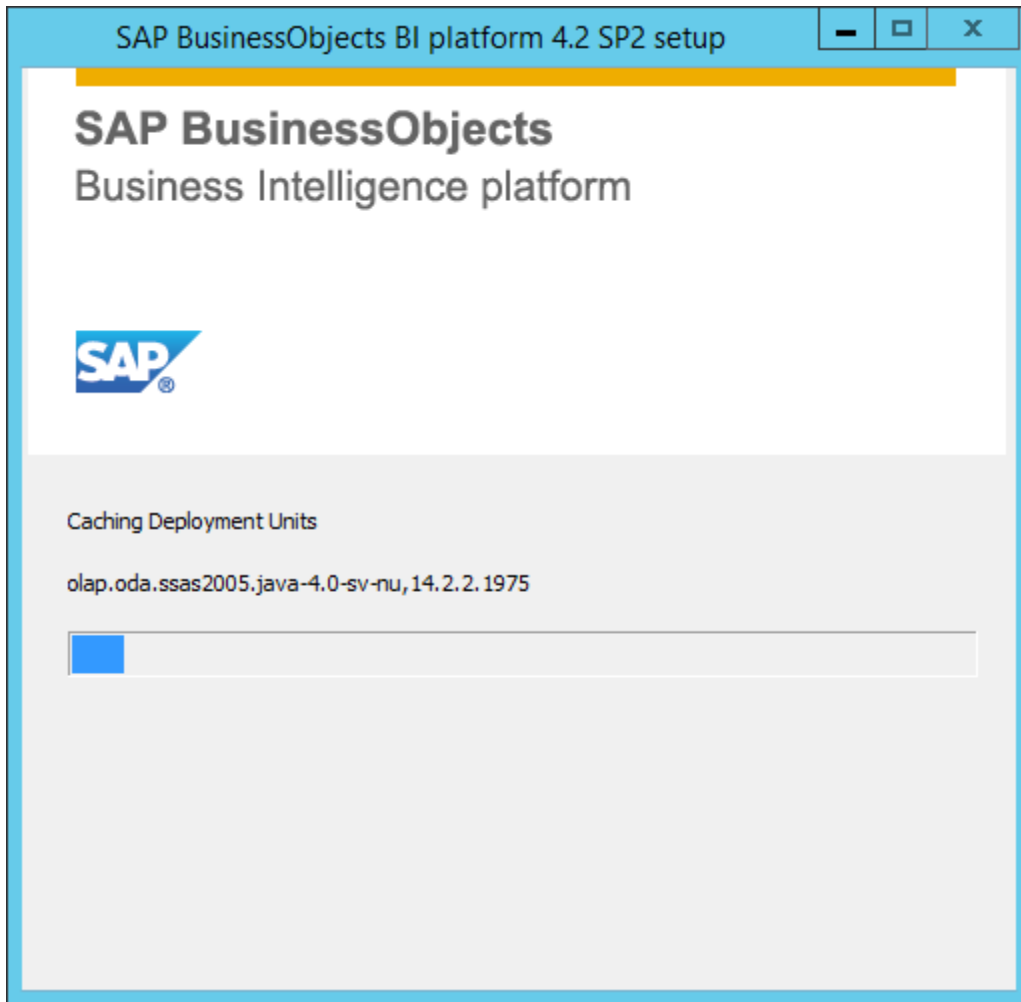 SAP BusinessObjects BI platform 4.2 SP2 setup
SAP BusinessObjects
Business Intelligence platform
SAP®
Caching Deployment Units
olap.oda.ssas2005.java-4.0-sv-nu,14.2.2.1975